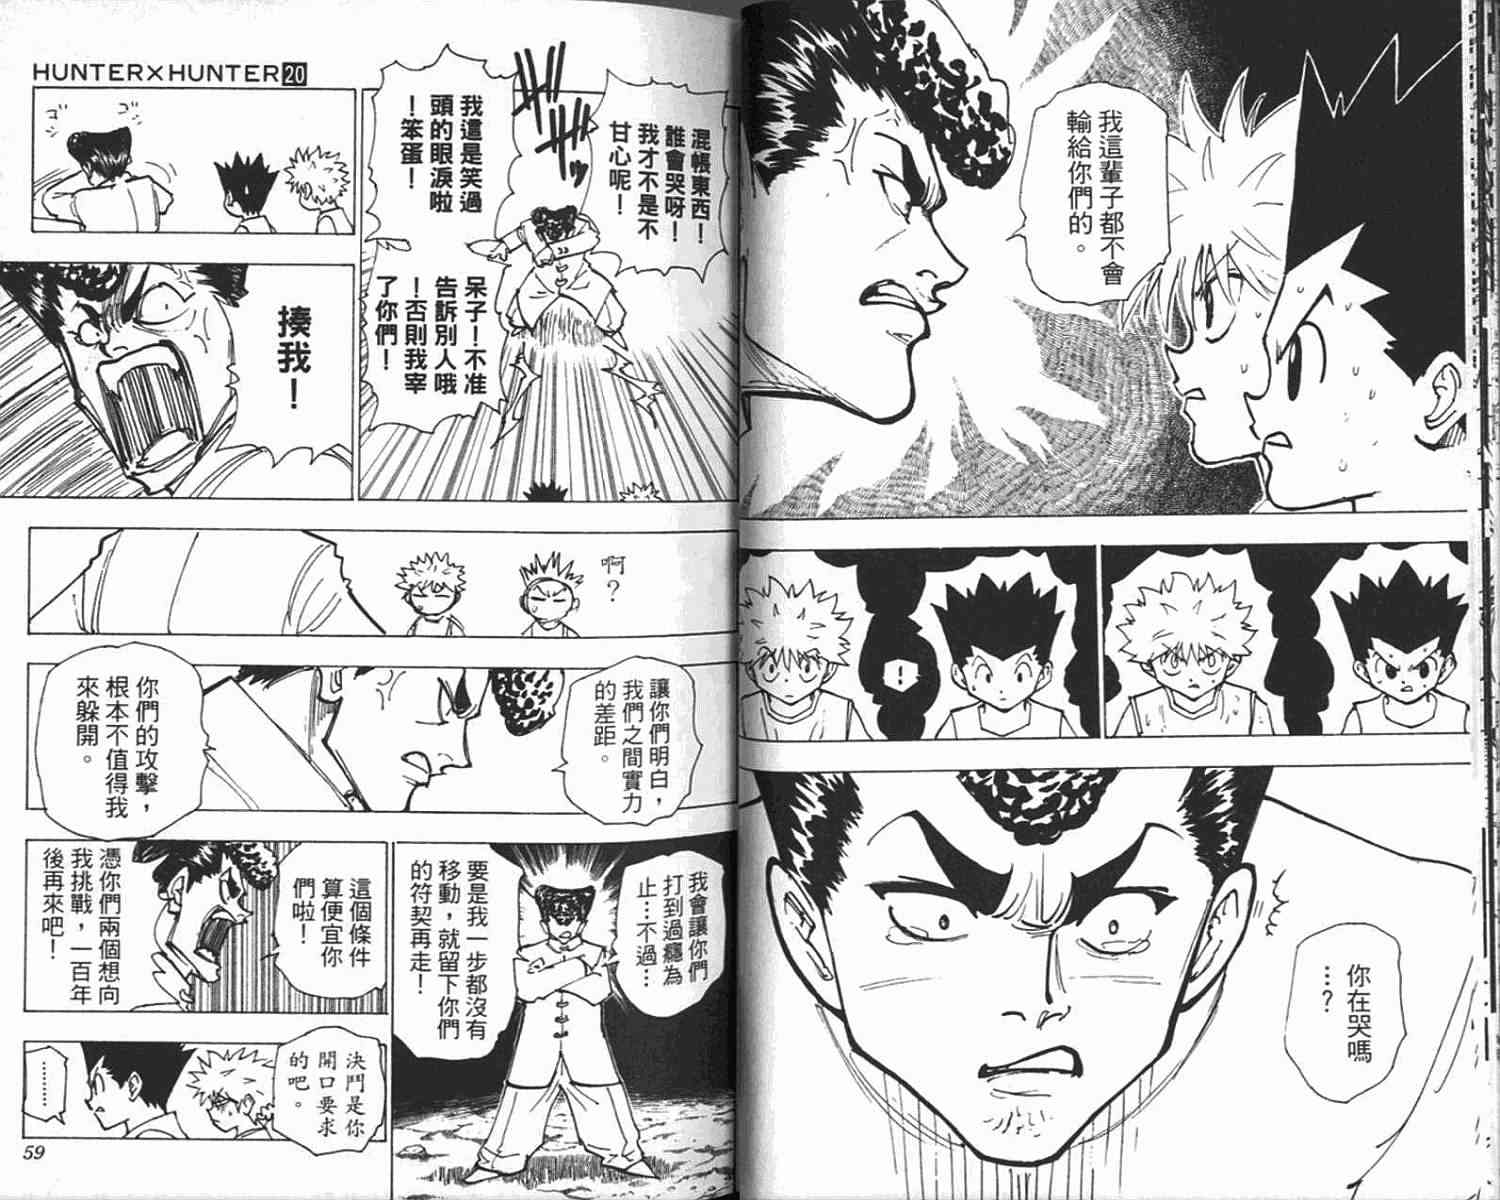 我這輩子都不會
輸給你們的。
!
你在哭嗎
…?
HUNTER×HUNTER 20
混帳東西！
誰會哭呀！
我才不是不
甘心呢！
我這是笑過
頭的眼淚啦
！笨蛋！
呆子！不准
告訴別人哦
！否則我宰
了你們！
ゴシ
ゴシ
揍我！
啊？
讓你們明白，
我們之間實力
的差距。
你們的攻擊，
根本不值得我
來躲開。
我會讓你們
打到過癮為
止…不過…
要是我一步都沒有
移動，就留下你們
的符契再走！
這個條件
算便宜你
們啦！
憑你們兩個想向
我挑戰，一百年
後再來吧！
決鬥是你
開口要求
的吧。
………
59